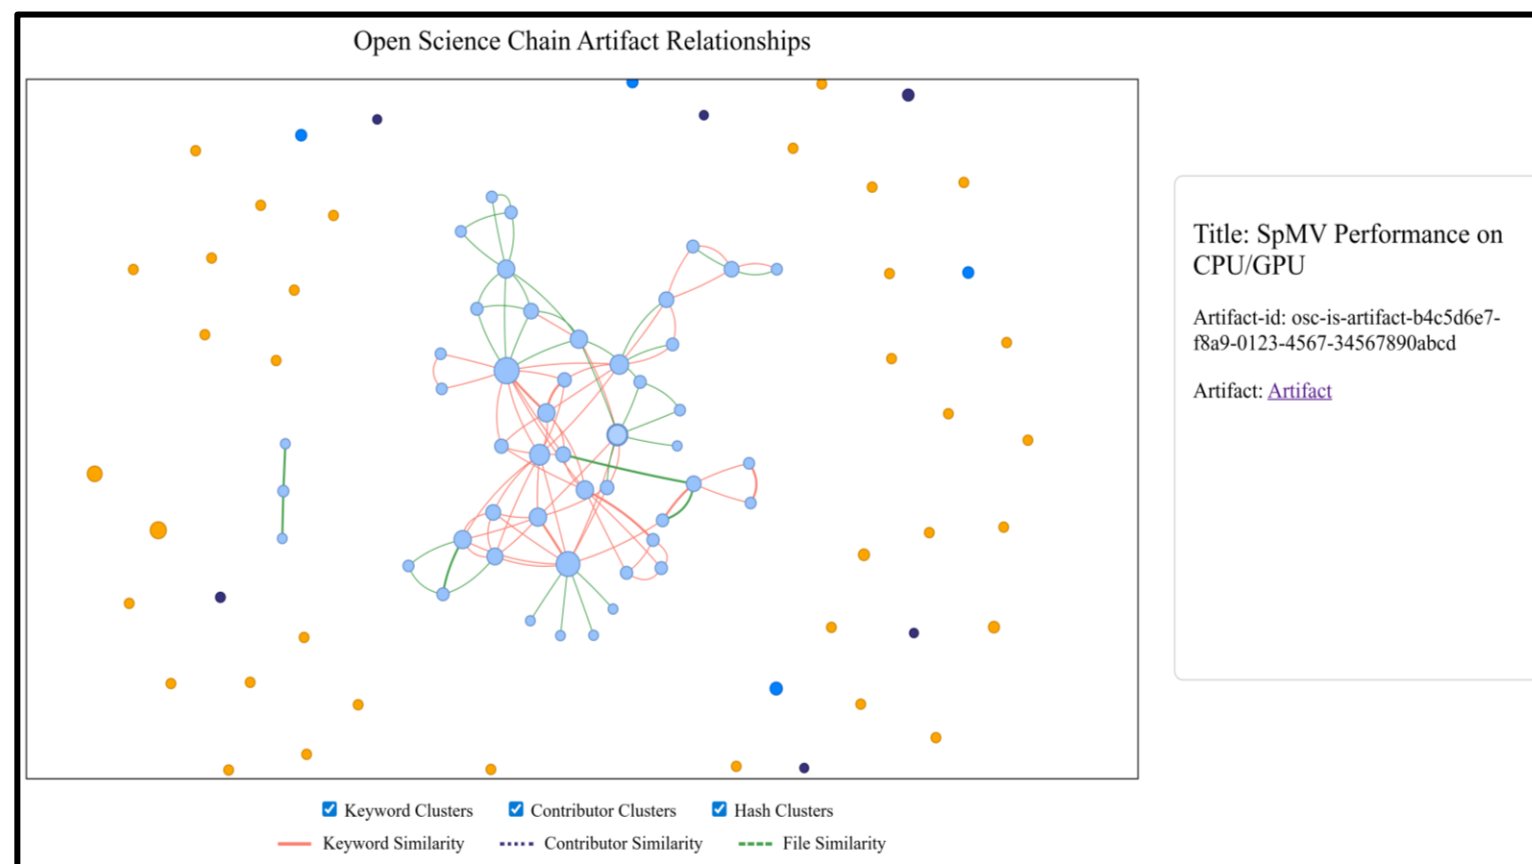 Open Science Chain Artifact Relationships
Title: SpMV Performance on
CPU/GPU
Artifact-id: osc-is-artifact-b4c5d6e7-
f8a9-0123-4567-34567890abcd
Artifact: Artifact
Keyword Clusters
Contributor Clusters
Hash Clusters
Keyword Similarity
Contributor Similarity
File Similarity